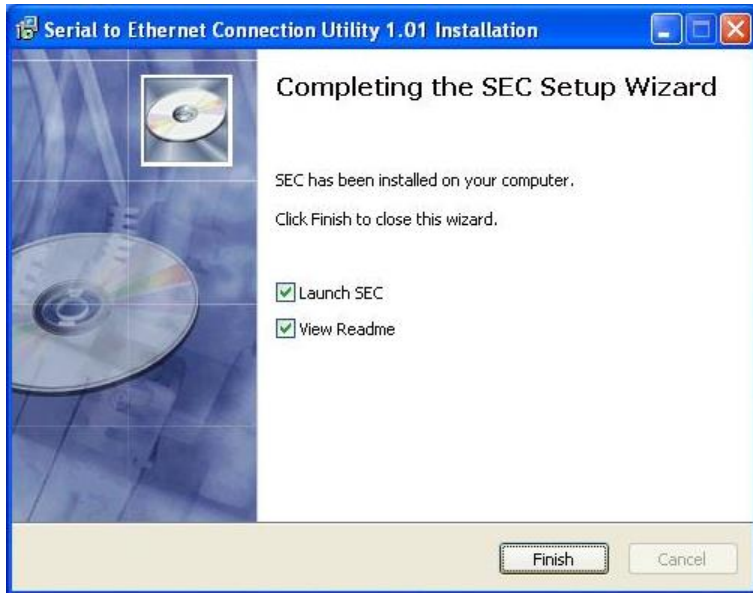 Serial to Ethernet Connection Utility 1.01 Installation
Completing the SEC Setup Wizard
SEC has been installed on your computer.
Click Finish to close this wizard.
Launch SEC
View Readme
Finish
Cancel